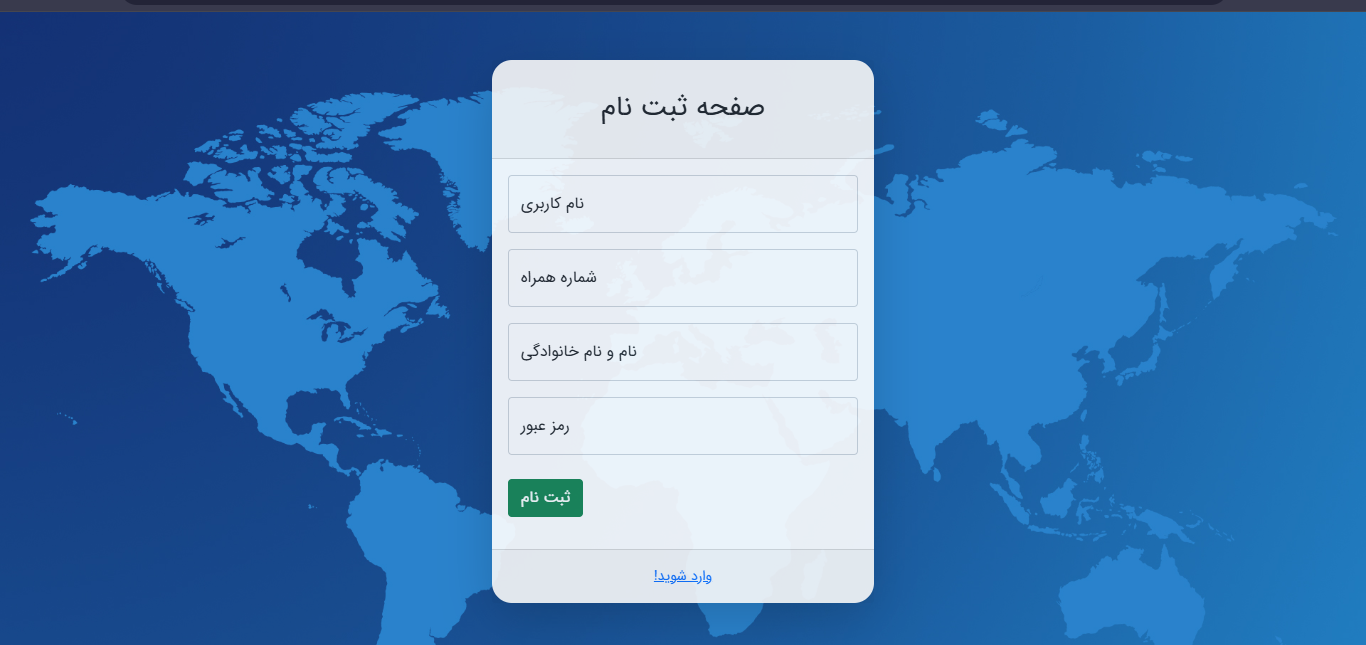 صفحه ثبت نام
نام کاربری
شماره همراه
نام و نام خانوادگی
رمز عبور
ثبت نام
وارد شوید!